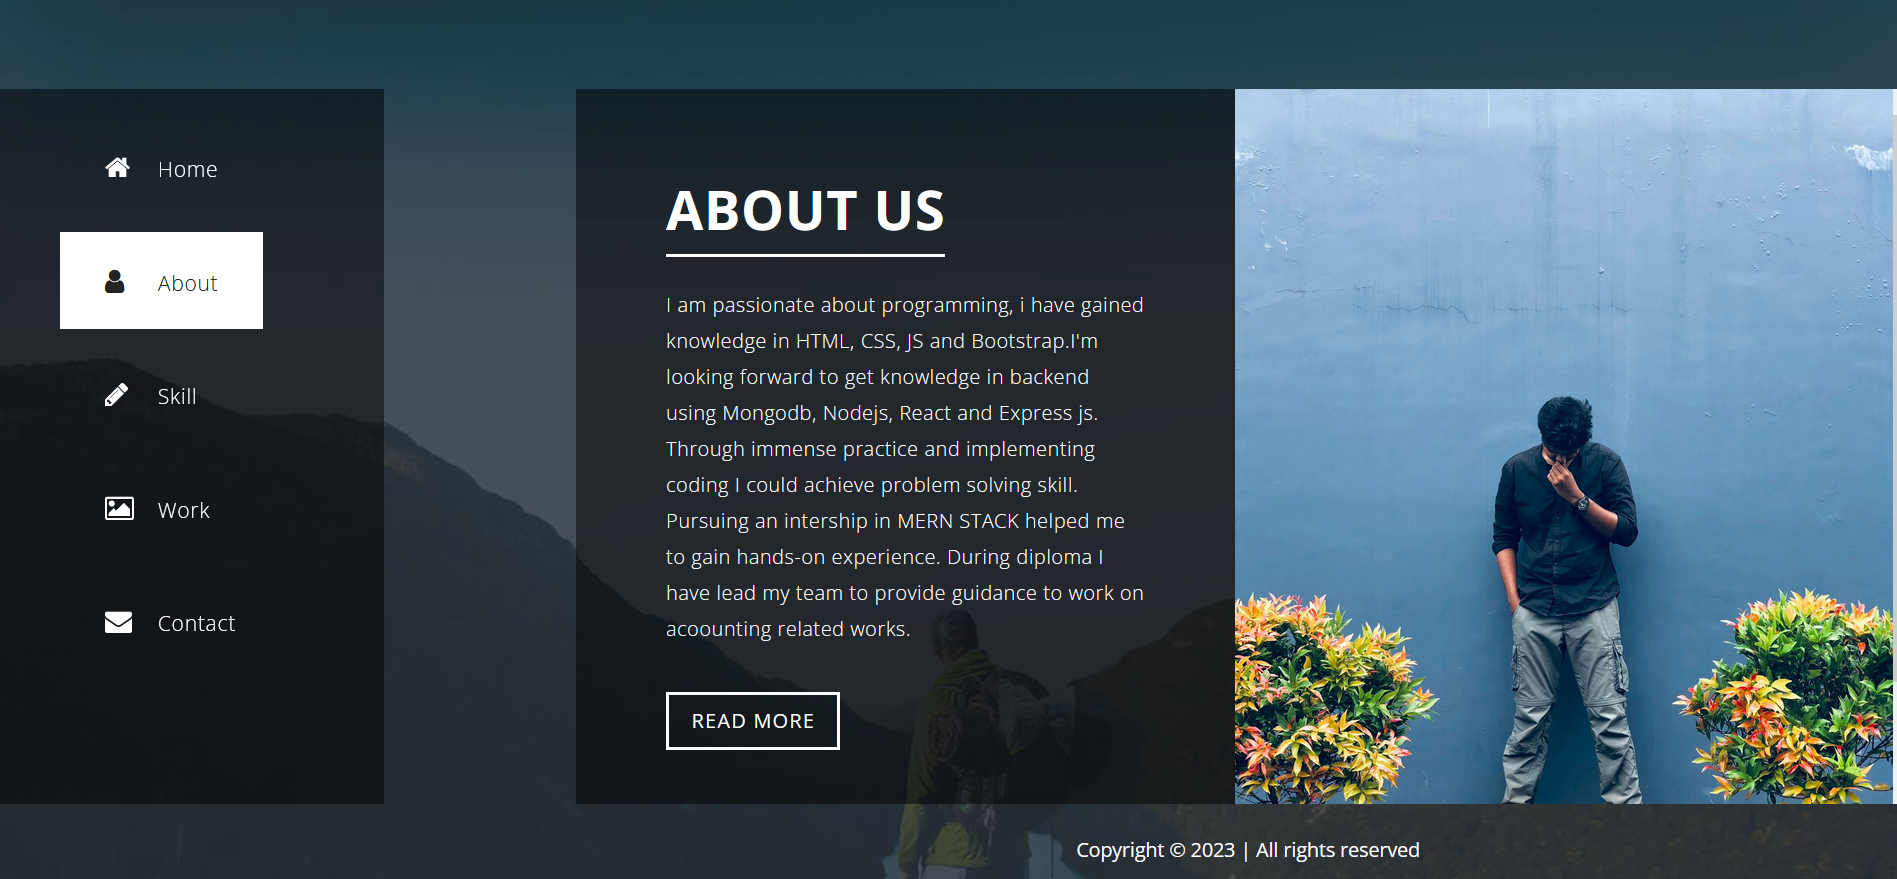 Home
About
Skill
Work
Contact
ABOUT US
I am passionate about programming, i have gained
knowledge in HTML, CSS, JS and Bootstrap.I'm
looking forward to get knowledge in backend
using Mongodb, Nodejs, React and Express js.
Through immense practice and implementing
coding I could achieve problem solving skill.
Pursuing an intership in MERN STACK helped me
to gain hands-on experience. During diploma I
have lead my team to provide guidance to work on
acoounting related works.
READ MORE
Copyright © 2023 | All rights reserved